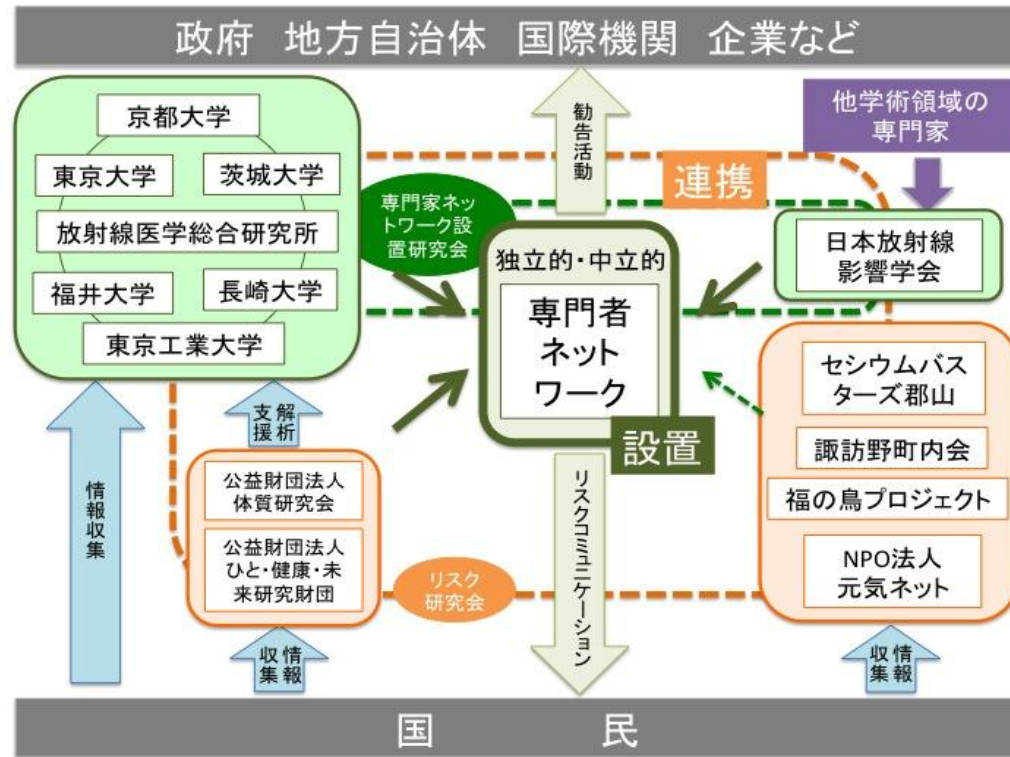 政府 地方自治体 国際機関 企業など
京都大学
東京大学
茨城大学
放射線医学総合研究所
福井大学
長崎大学
東京工業大学
勧告活動
他学術領域の
専門家
連携
専門家ネッ
トワーク設
置研究会
日本放射線
影響学会
独立的・中立的
専門者
ネット
ワーク
設置
セシウムバス
ターズ郡山
諏訪野町内会
福の鳥プロジェクト
NPO法人
元気ネット
情報収集
解析
支援
公益財団法人
体質研究会
公益財団法人
ひと・健康・未
来研究財団
リスク
研究会
リスクコミュニケーション
情報
収集
情報
収集
国 民